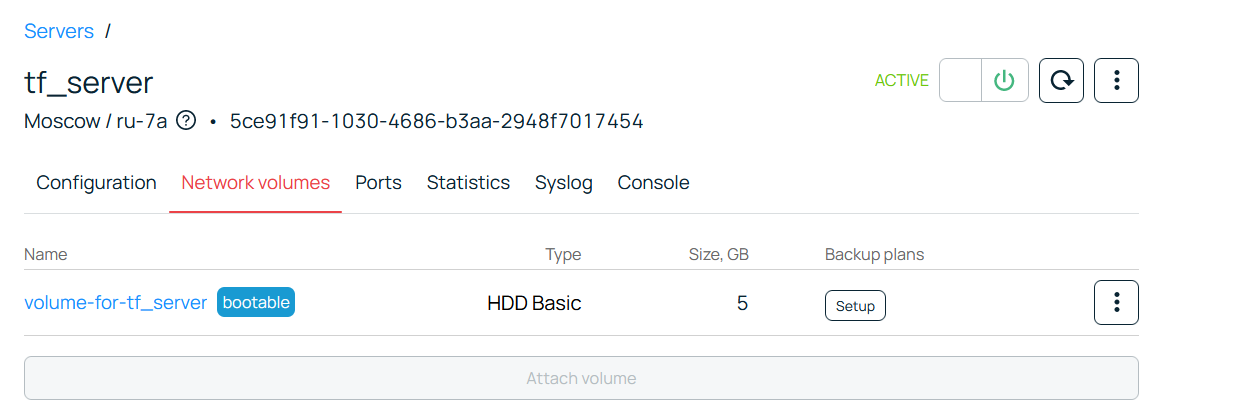 Servers /
tf_server
ACTIVE
Moscow / ru-7a ? • 5ce91f91-1030-4686-b3aa-2948f7017454
Configuration Network volumes Ports Statistics Syslog Console
Name Type Size, GB Backup plans
volume-for-tf_server bootable HDD Basic 5 Setup
Attach volume